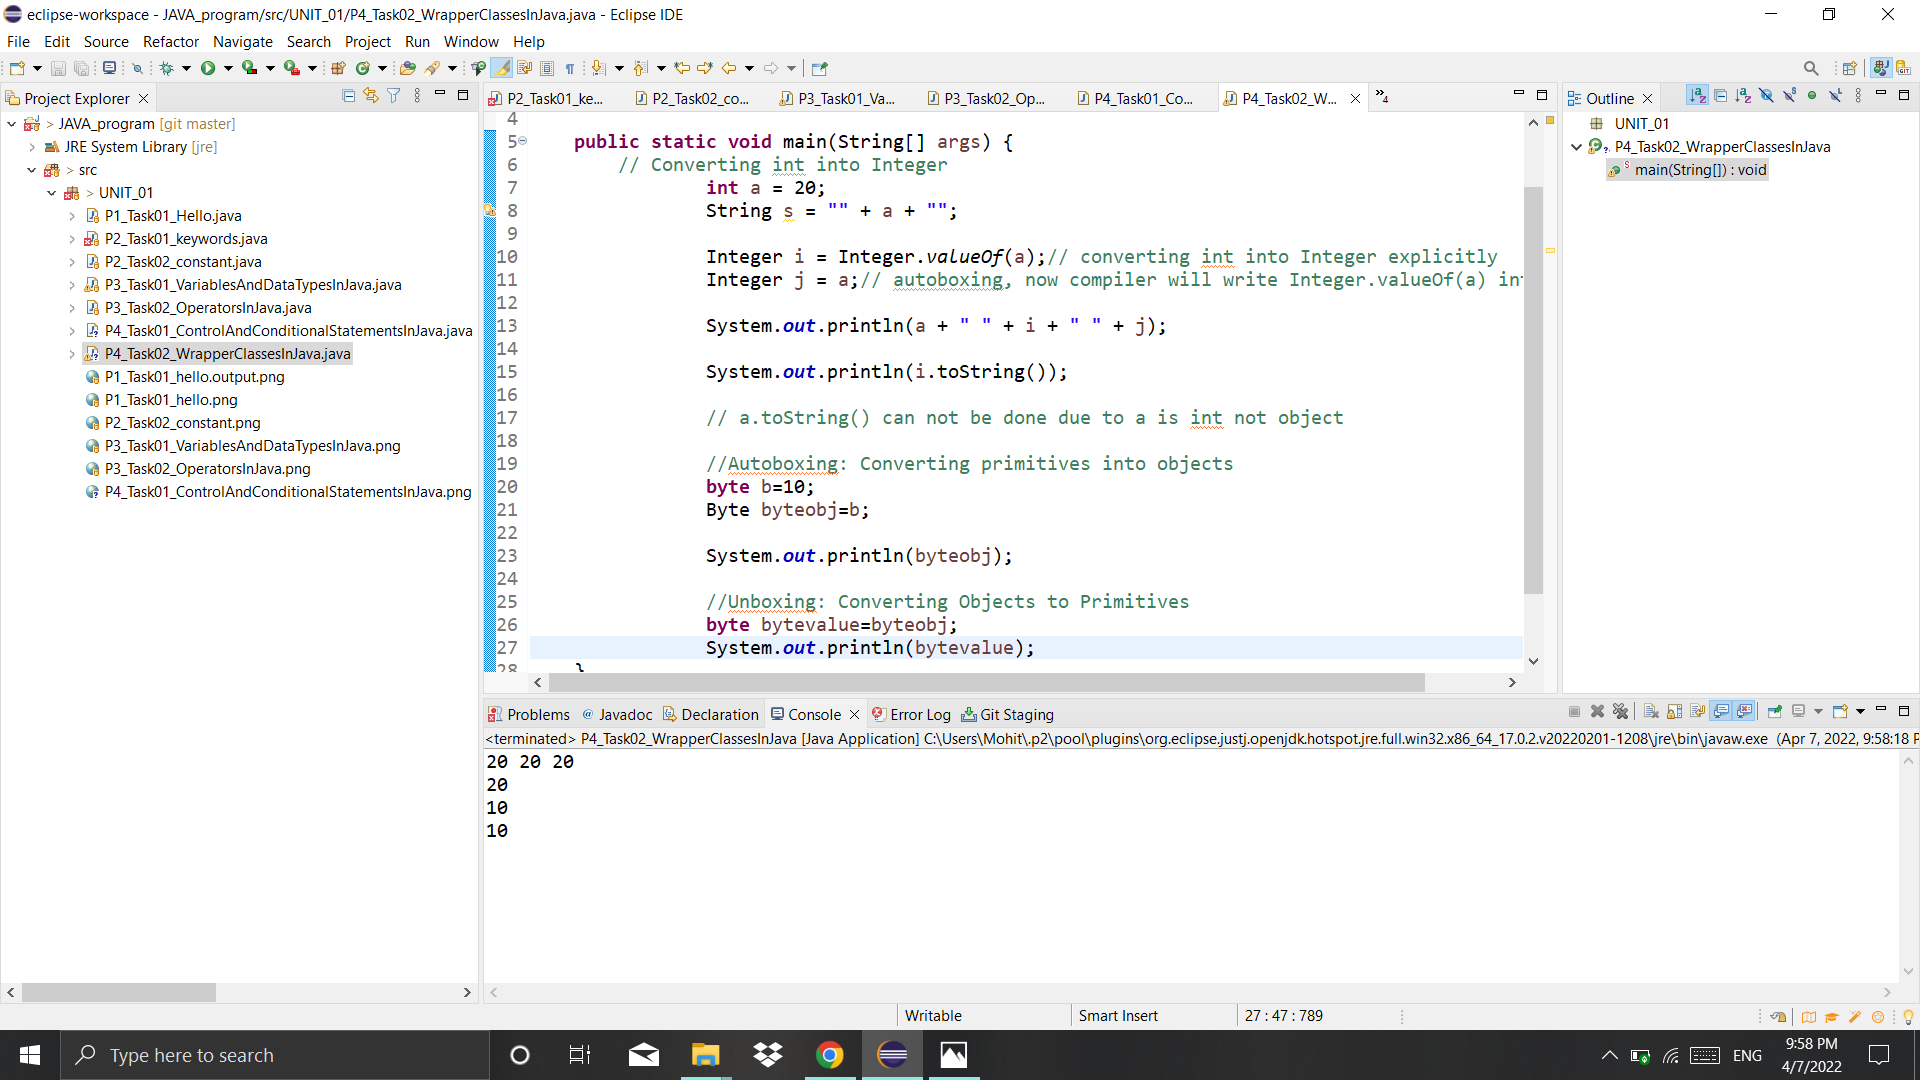 eclipse-workspace - JAVA_program/src/UNIT_01/P4_Task02_WrapperClassesInJava.java - Eclipse IDE
File Edit Source Refactor Navigate Search Project Run Window Help
Project Explorer
> JAVA_program [git master]
JRE System Library [jre]
> src
> UNIT_01
P1_Task01_Hello.java
P2_Task01_keywords.java
P2_Task02_constant.java
P3_Task01_VariablesAndDataTypesInJava.java
P3_Task02_OperatorsInJava.java
P4_Task01_ControlAndConditionalStatementsInJava.java
P4_Task02_WrapperClassesInJava.java
P1_Task01_hello.output.png
P1_Task01_hello.png
P2_Task02_constant.png
P3_Task01_VariablesAndDataTypesInJava.png
P3_Task02_OperatorsInJava.png
P4_Task01_ControlAndConditionalStatementsInJava.png
P2_Task01_ke... P2_Task02_co... P3_Task01_Va... P3_Task02_Op... P4_Task01_Co... P4_Task02_W... »4
4
5 public static void main(String[] args) {
6 // Converting int into Integer
7 int a = 20;
8 String s = "" + a + "";
9
10 Integer i = Integer.valueOf(a);// converting int into Integer explicitly
11 Integer j = a;// autoboxing, now compiler will write Integer.valueOf(a) in
12
13 System.out.println(a + " " + i + " " + j);
14
15 System.out.println(i.toString());
16
17 // a.toString() can not be done due to a is int not object
18
19 //Autoboxing: Converting primitives into objects
20 byte b=10;
21 Byte byteobj=b;
22
23 System.out.println(byteobj);
24
25 //Unboxing: Converting Objects to Primitives
26 byte bytevalue=byteobj;
27 System.out.println(bytevalue);
28 }
Outline
UNIT_01
P4_Task02_WrapperClassesInJava
main(String[]) : void
Problems @ Javadoc Declaration Console Error Log Git Staging
<terminated> P4_Task02_WrapperClassesInJava [Java Application] C:\Users\Mohit\.p2\pool\plugins\org.eclipse.justj.openjdk.hotspot.jre.full.win32.x86_64_17.0.2.v20220201-1208\jre\bin\javaw.exe (Apr 7, 2022, 9:58:18 P
20 20 20
20
10
10
Writable Smart Insert 27 : 47 : 789
Type here to search
ENG
9:58 PM
4/7/2022